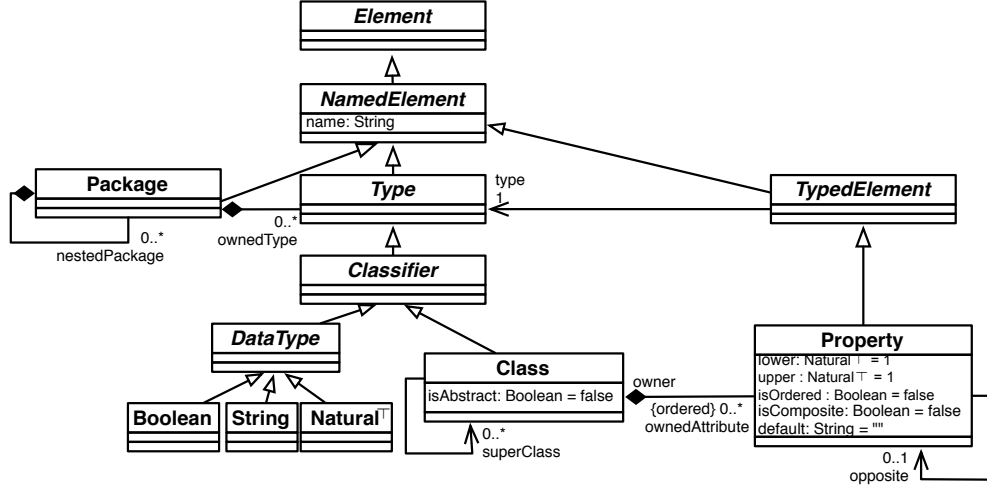 Element
NamedElement
name: String
Package
Type
type
1
TypedElement
0..*
nestedPackage
0..*
ownedType
Classifier
DataType
Class
isAbstract: Boolean = false
owner
{ordered} 0..*
ownedAttribute
Property
lower: Natural⊤ = 1
upper : Natural⊤ = 1
isOrdered : Boolean = false
isComposite: Boolean = false
default: String = ""
Boolean
String
Natural⊤
0..*
superClass
0..1
opposite